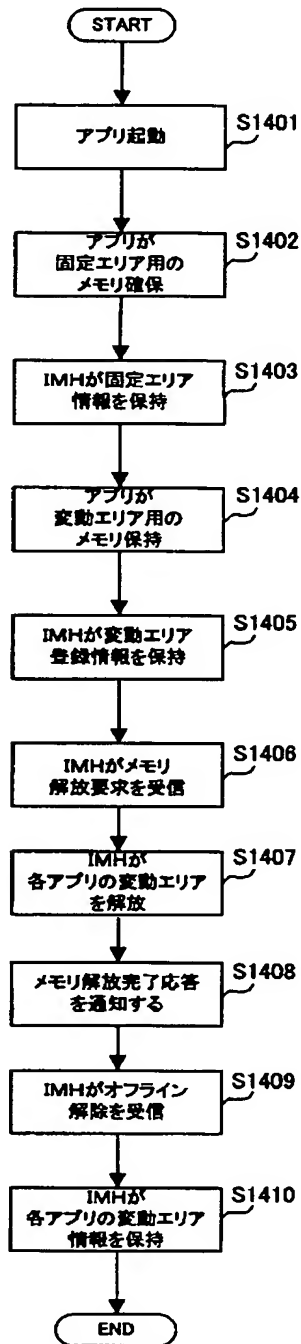 START
アプリ起動
S1401
アプリが
固定エリア用の
メモリ確保
S1402
IMHが固定エリア
情報を保持
S1403
アプリが
変動エリア用の
メモリ保持
S1404
IMHが変動エリア
登録情報を保持
S1405
IMHがメモリ
解放要求を受信
S1406
IMHが
各アプリの変動エリア
を解放
S1407
メモリ解放完了応答
を通知する
S1408
IMHがオフライン
解除を受信
S1409
IMHが
各アプリの変動エリア
情報を保持
S1410
END